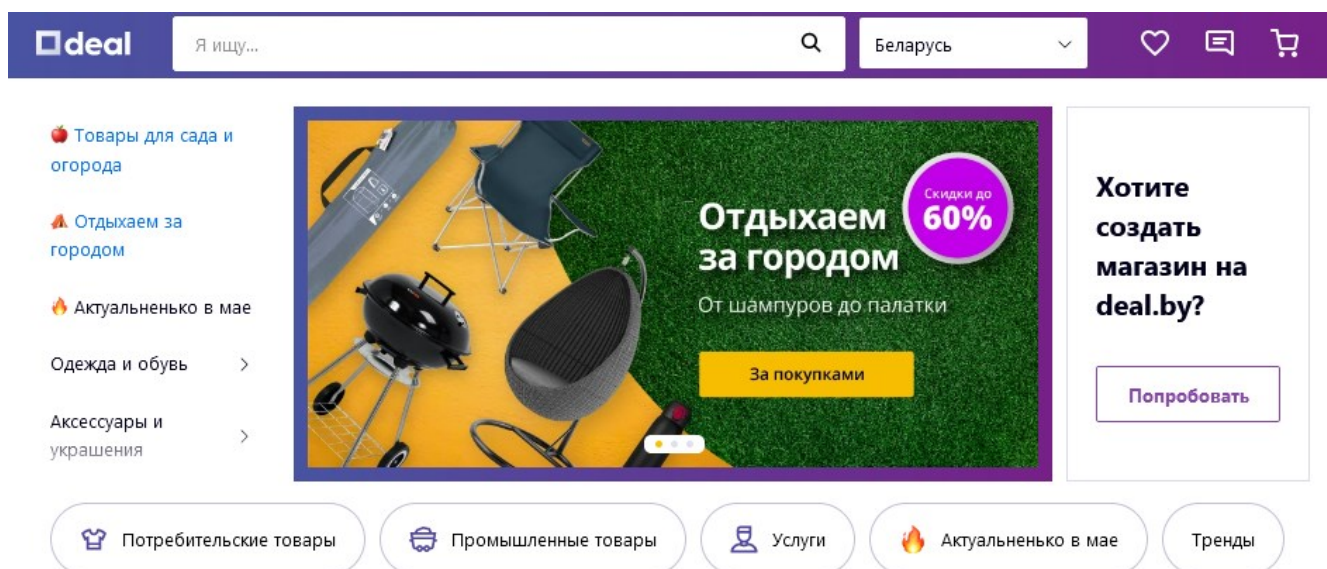 deal
Я ищу...
Беларусь
Товары для сада и
огорода
Отдыхаем за
городом
Актуальненько в мае
Одежда и обувь
Аксессуары и
украшения
Отдыхаем
за городом
Скидки до
60%
От шампуров до палатки
За покупками
Хотите
создать
магазин на
deal.by?
Попробовать
Потребительские товары
Промышленные товары
Услуги
Актуальненько в мае
Тренды